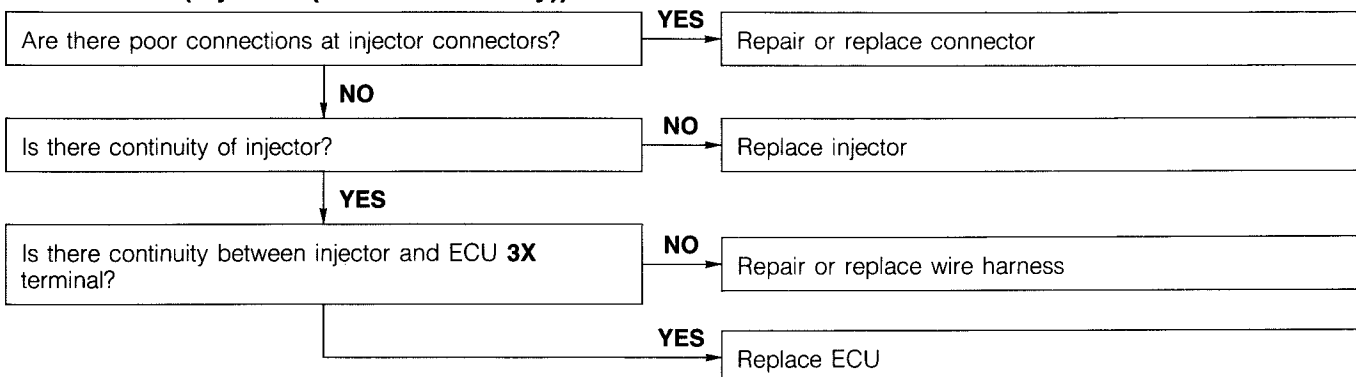 Are there poor connections at injector connectors?
YES
Repair or replace connector
NO
Is there continuity of injector?
NO
Replace injector
YES
Is there continuity between injector and ECU 3X
terminal?
NO
Repair or replace wire harness
YES
Replace ECU